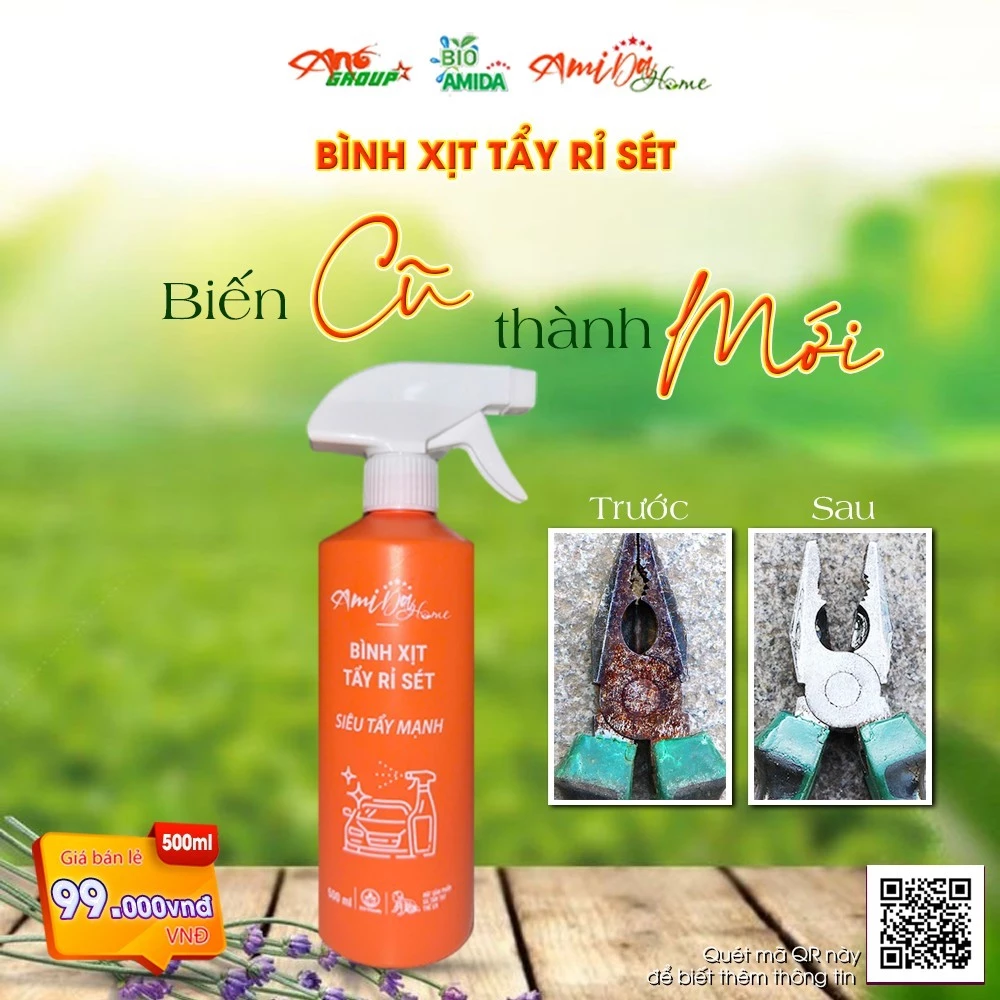 Ang GROUP
BIO AMIDA
AmiDa Home
BÌNH XỊT TẨY RỈ SÉT
Biến Cũ
thành Mới
Trước
Sau
AmiDa Home
BÌNH XỊT
TẨY RỈ SÉT
SIÊU TẨY MẠNH
500 ml
500ml
Giá bán lẻ
99.000vnđ
VNĐ
Quét mã QR này
để biết thêm thông tin